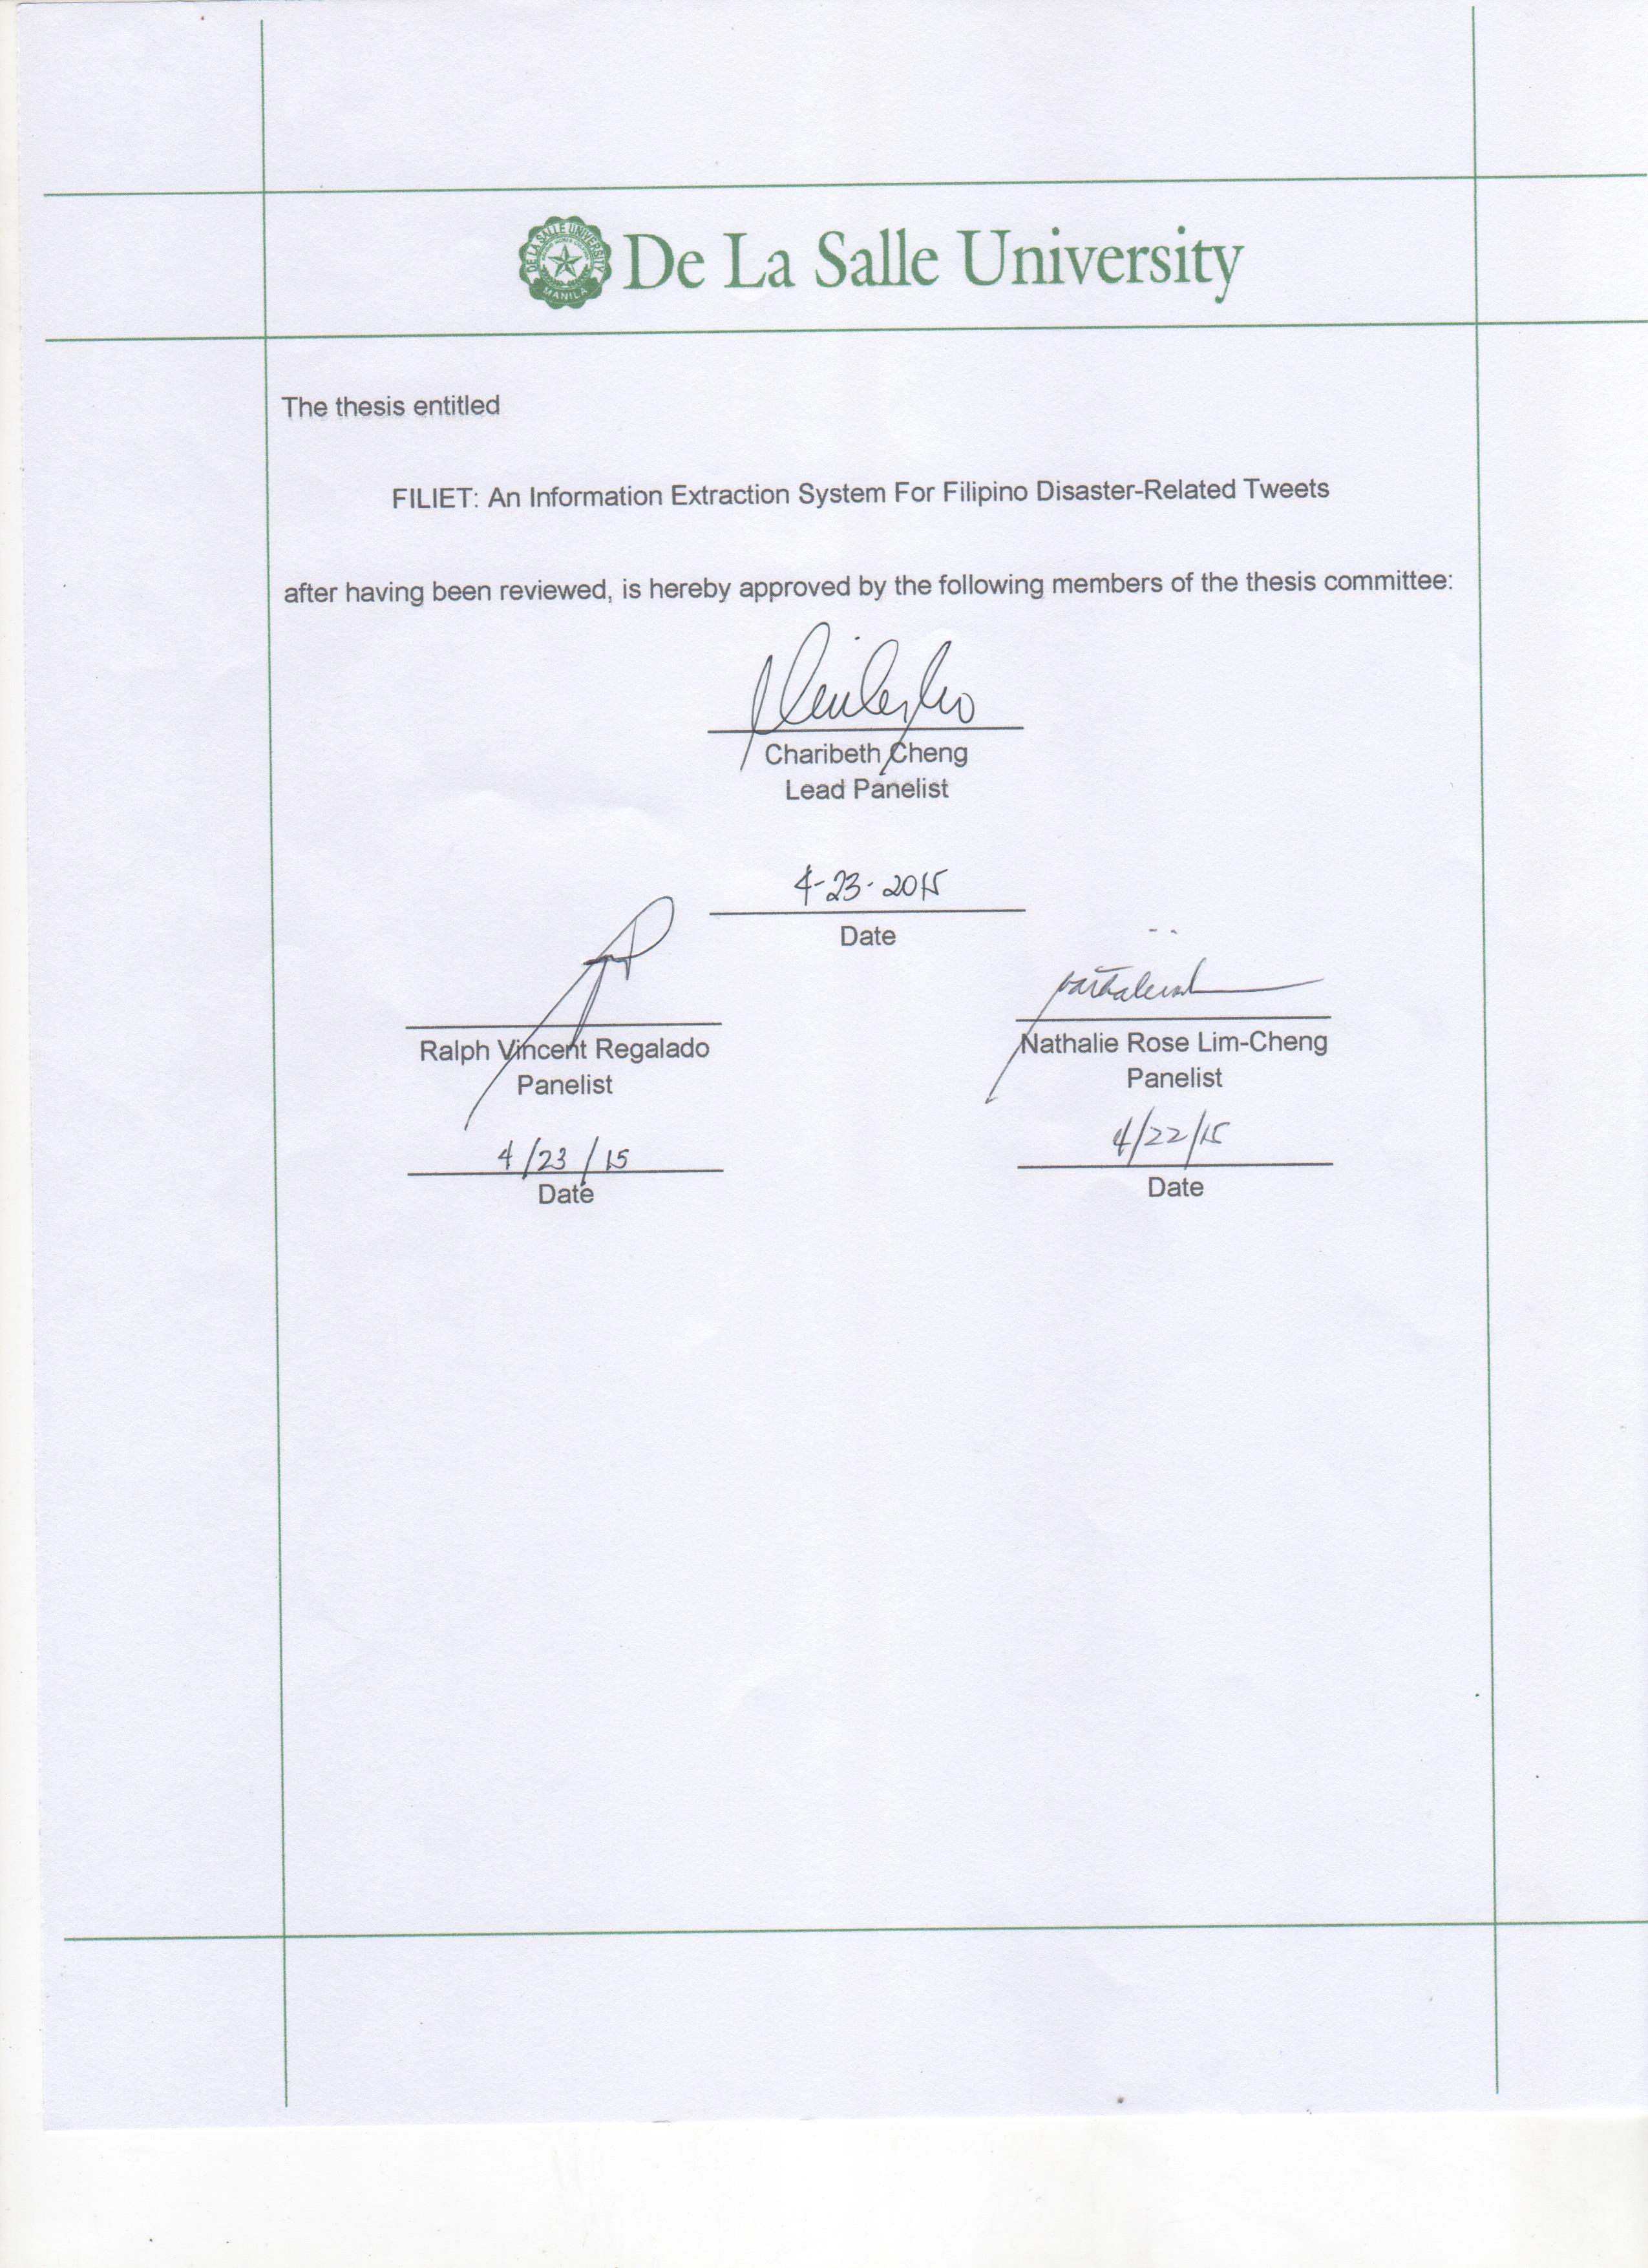 DE LA SALLE UNIVERSITY
MANILA
De La Salle University
The thesis entitled
FILIET: An Information Extraction System For Filipino Disaster-Related Tweets
after having been reviewed, is hereby approved by the following members of the thesis committee:
Charibeth Cheng
Lead Panelist
4-23-2015
Date
Ralph Vincent Regalado
Panelist
4/23/15
Date
Nathalie Rose Lim-Cheng
Panelist
4/22/15
Date